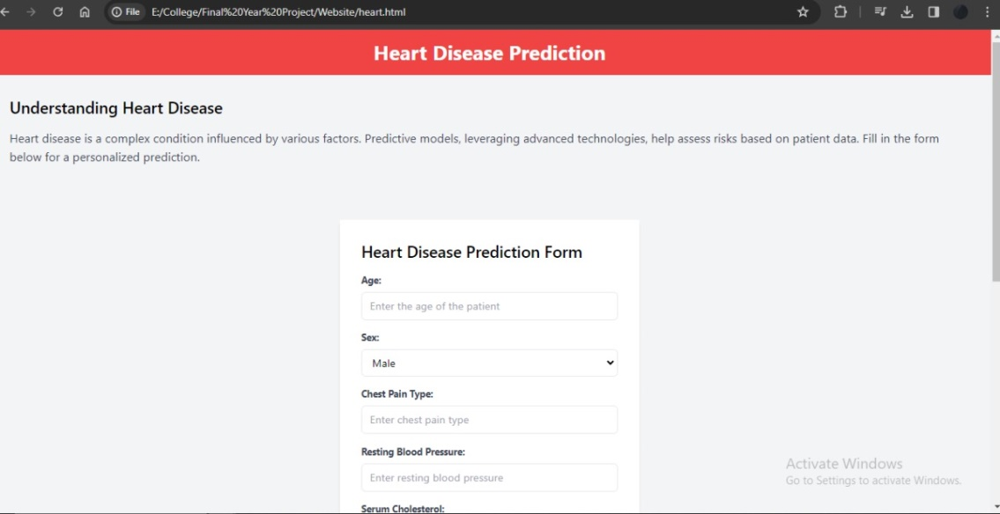 File E:/College/Final%20Year%20Project/Website/heart.html
Heart Disease Prediction
Understanding Heart Disease
Heart disease is a complex condition influenced by various factors. Predictive models, leveraging advanced technologies, help assess risks based on patient data. Fill in the form
below for a personalized prediction.
Heart Disease Prediction Form
Age:
Enter the age of the patient
Sex:
Male
Chest Pain Type:
Enter chest pain type
Resting Blood Pressure:
Enter resting blood pressure
Serum Cholesterol:
Activate Windows
Go to Settings to activate Windows.